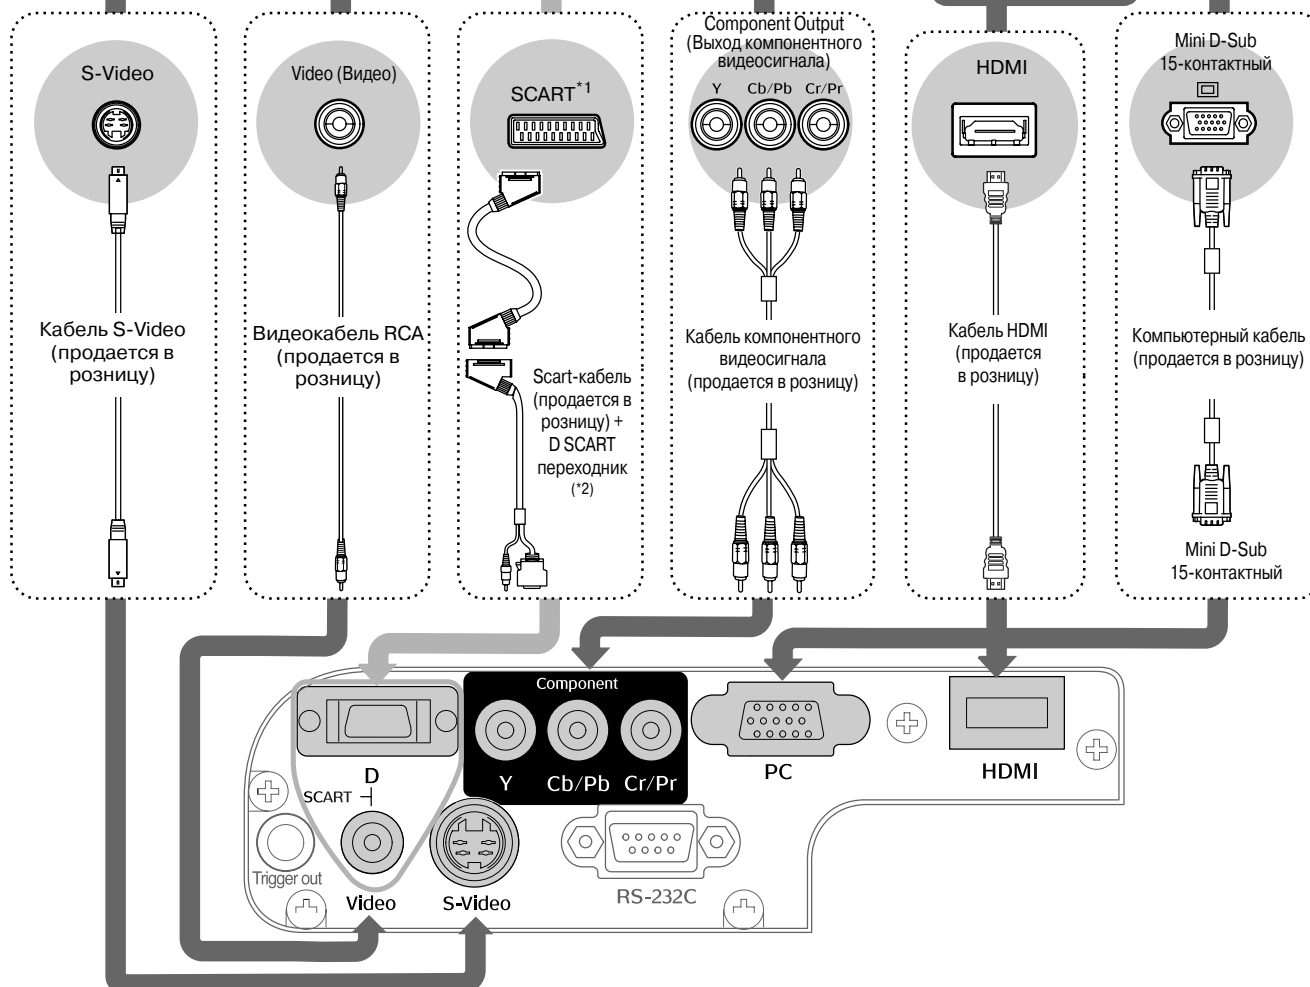 S-Video
Кабель S-Video
(продается в
розницу)
Video (Видео)
Видеокабель RCA
(продается в
розницу)
SCART*1
Scart-кабель
(продается в
розницу) +
D SCART
переходник
(*2)
Component Output
(Выход компонентного
видеосигнала)
Y Cb/Pb Cr/Pr
Кабель компонентного
видеосигнала
(продается в розницу)
HDMI
Кабель HDMI
(продается
в розницу)
Mini D-Sub
15-контактный
Компьютерный кабель
(продается в розницу)
Mini D-Sub
15-контактный
Component
Y Cb/Pb Cr/Pr
PC
HDMI
D
SCART
Trigger out
Video
S-Video
RS-232C